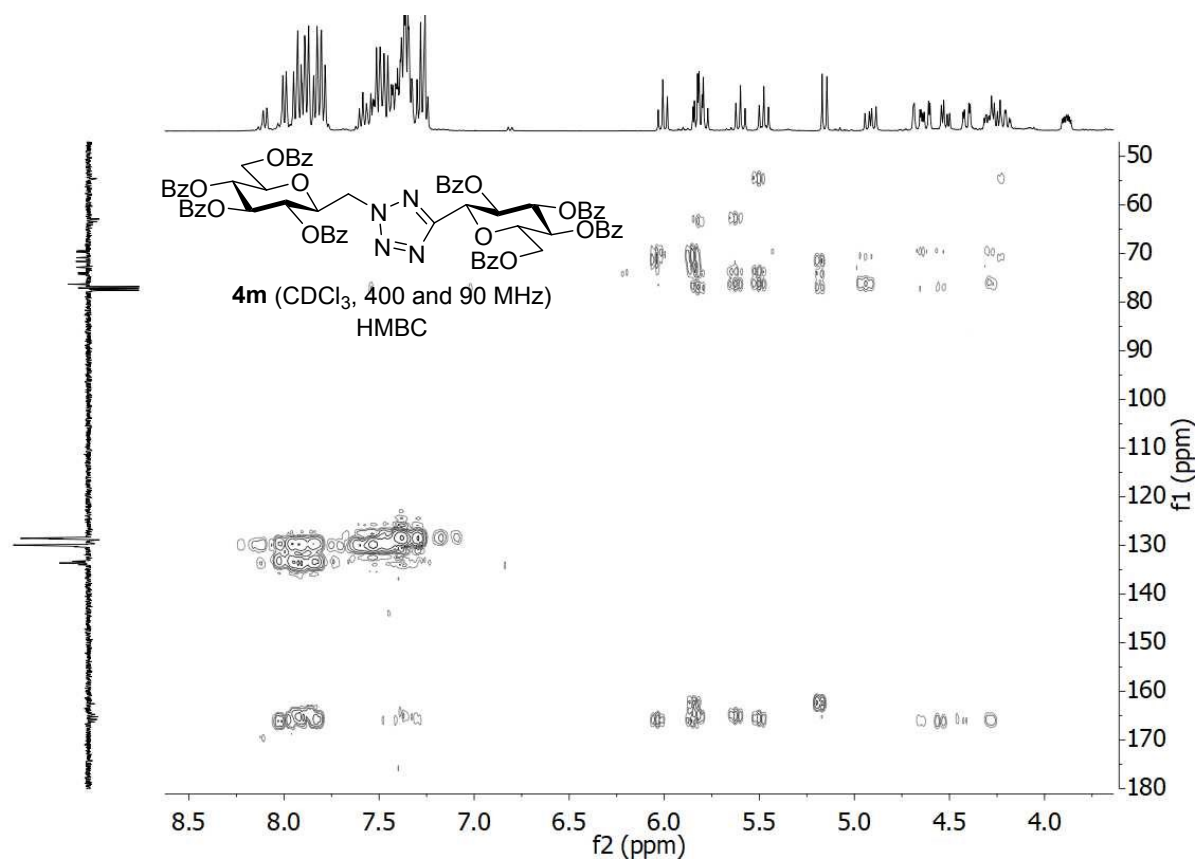 50
60
70
80
90
100
110
120
130
140
150
160
170
180
f1 (ppm)
OBz
O
BzO
BzO
OBz
N
N
N=N
BzO
OBz
O
OBz
BzO
4m (CDCl₃, 400 and 90 MHz)
HMBC
8.5 8.0 7.5 7.0 6.5 6.0 5.5 5.0 4.5 4.0
f2 (ppm)